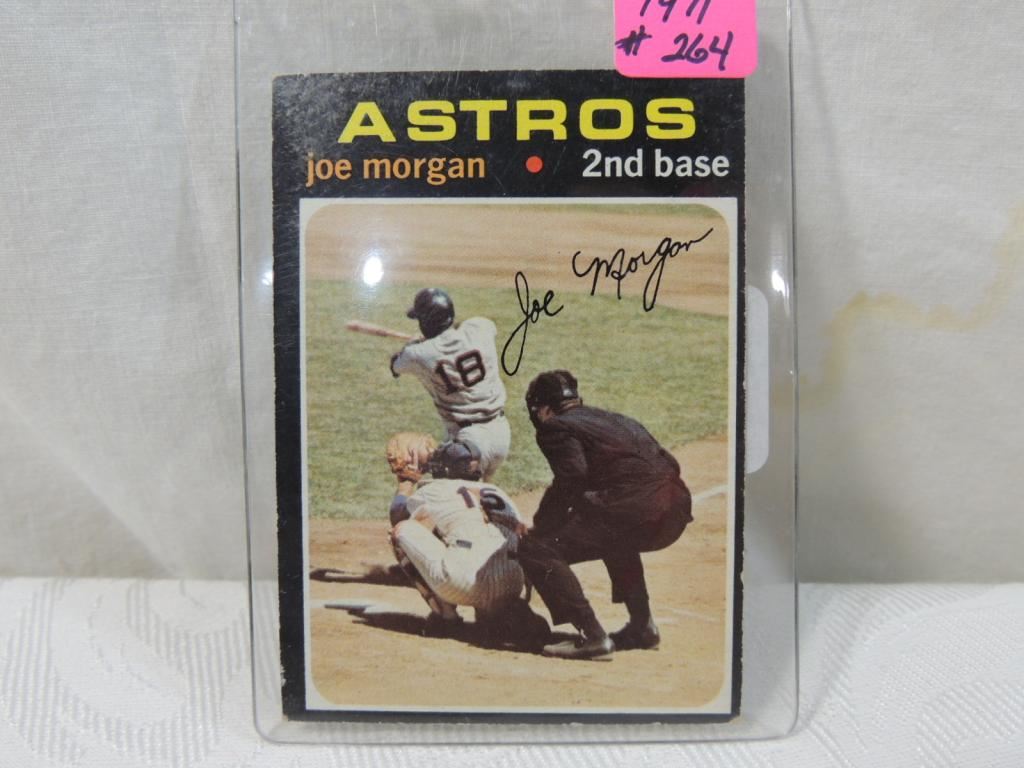 1971
# 264
ASTROS
joe morgan • 2nd base
Joe Morgan
18
15